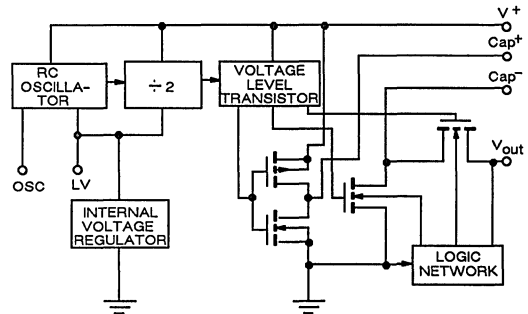 V+
Cap+
Cap-
RC
OSCILLA-
TOR
÷2
VOLTAGE
LEVEL
TRANSISTOR
Vout
OSC
LV
INTERNAL
VOLTAGE
REGULATOR
LOGIC
NETWORK